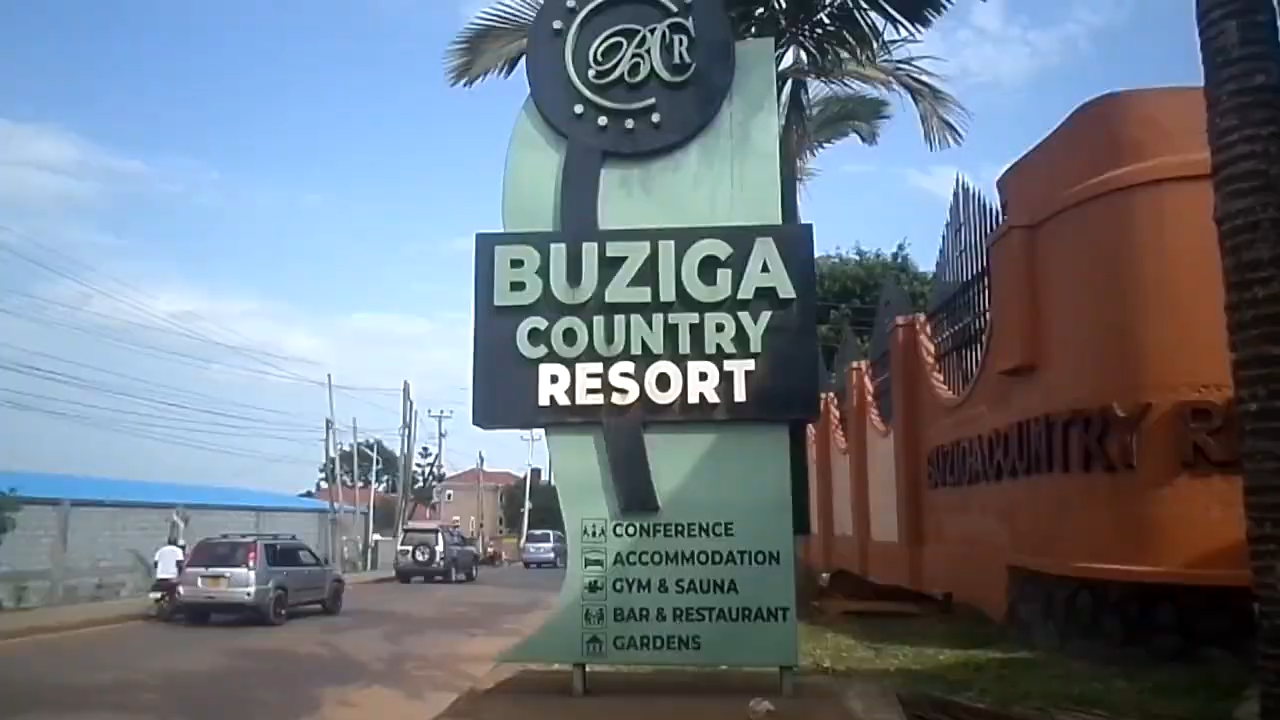 BCR
BUZIGA
COUNTRY
RESORT
CONFERENCE
ACCOMMODATION
GYM & SAUNA
BAR & RESTAURANT
GARDENS
BUZIGA COUNTRY R